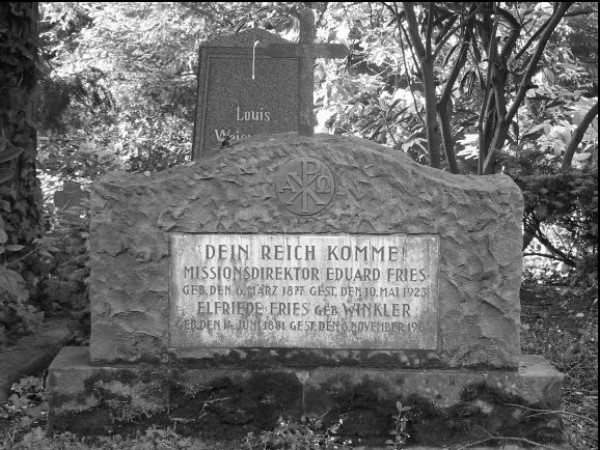 Louis
Α Ω
DEIN REICH KOMME!
MISSIONSDIREKTOR EDUARD FRIES
GEB. DEN 6. MÄRZ 1877 GEST. DEN 10. MAI 1923
ELFRIEDE FRIES GEB. WINKLER
GEB. DEN JUNI 1881 GEST. DEN 6. NOVEMBER